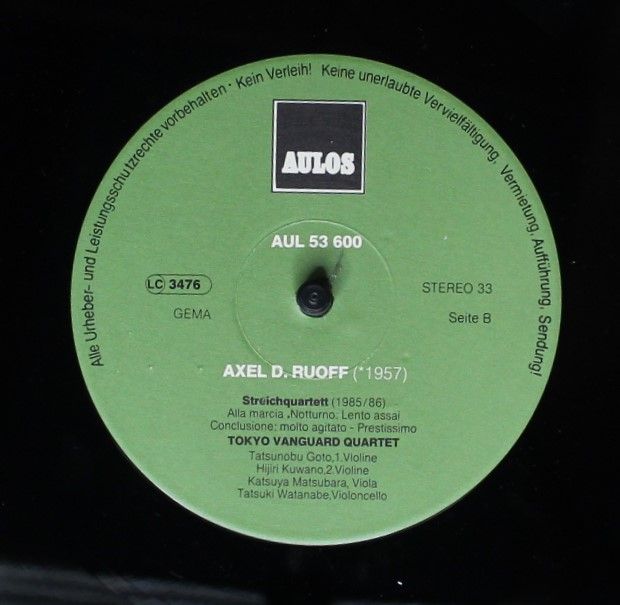 Alle Urheber- und Leistungsschutzrechte vorbehalten · Kein Verleih! Keine unerlaubte Vervielfältigung, Vermietung, Aufführung, Sendung!
AULOS
AUL 53 600
LC 3476
STEREO 33
GEMA
Seite B
AXEL D. RUOFF (*1957)
Streichquartett (1985/86)
Alla marcia .Notturno. Lento assai
Conclusione: molto agitato - Prestissimo
TOKYO VANGUARD QUARTET
Tatsunobu Goto,1.Violine
Hijiri Kuwano,2.Violine
Katsuya Matsubara, Viola
Tatsuki Watanabe,Violoncello